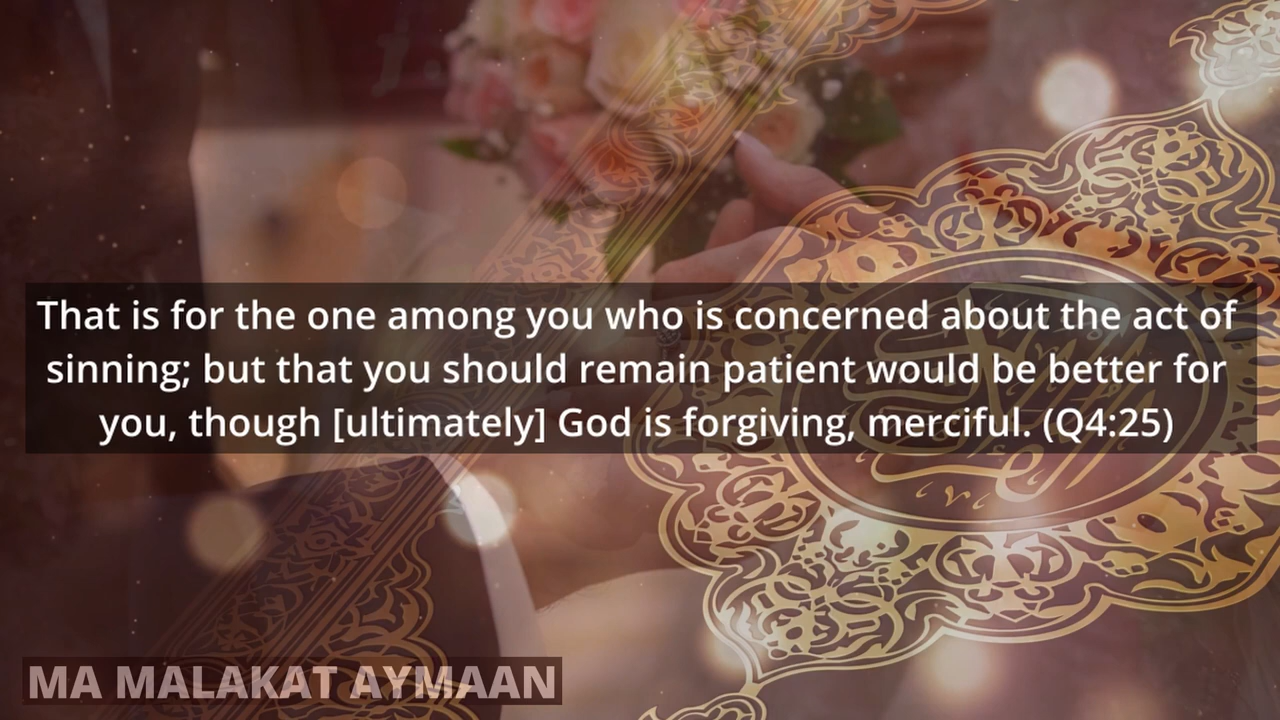 That is for the one among you who is concerned about the act of
sinning; but that you should remain patient would be better for
you, though [ultimately] God is forgiving, merciful. (Q4:25)
MA MALAKAT AYMAAN